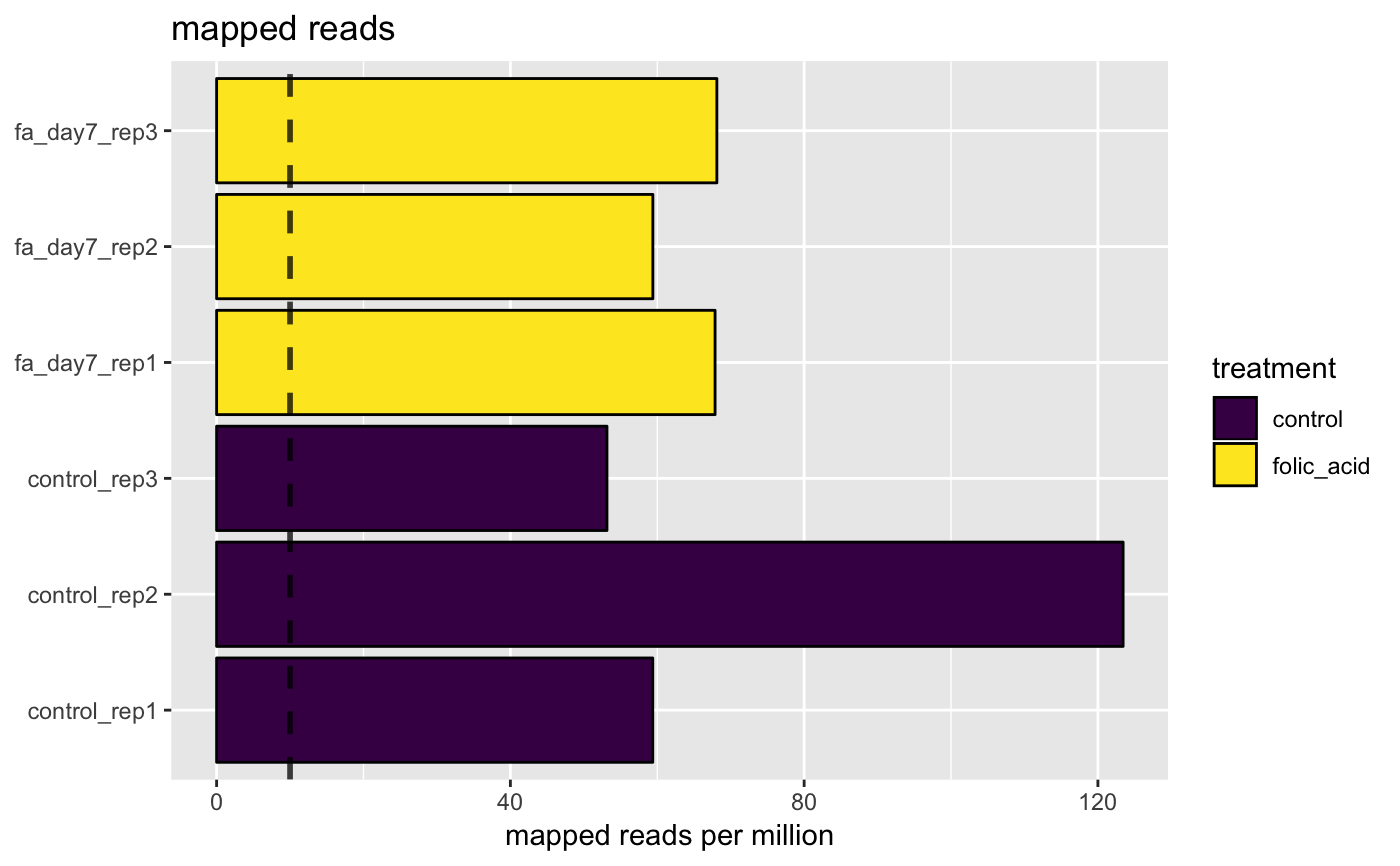 mapped reads
fa_day7_rep3
fa_day7_rep2
fa_day7_rep1
control_rep3
control_rep2
control_rep1
0 40 80 120
mapped reads per million
treatment
control
folic_acid